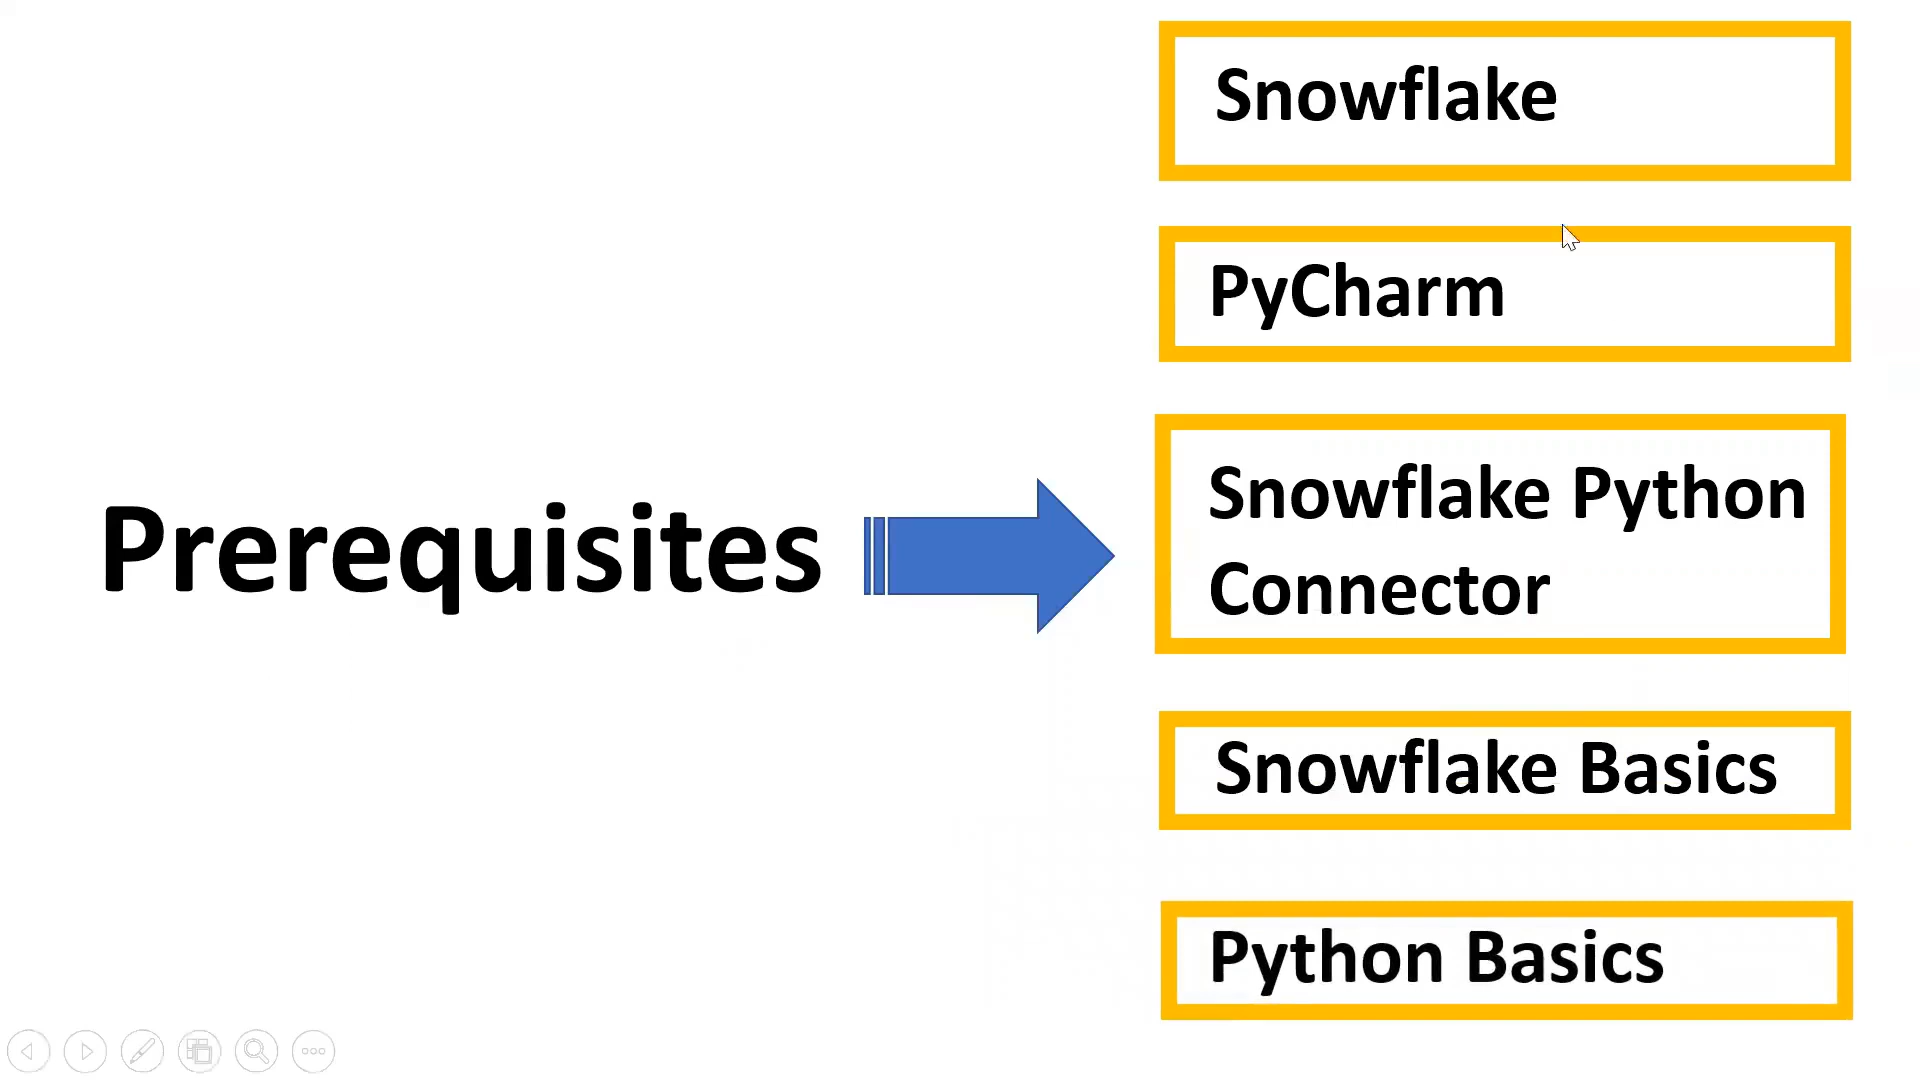 Prerequisites
Snowflake
PyCharm
Snowflake Python
Connector
Snowflake Basics
Python Basics